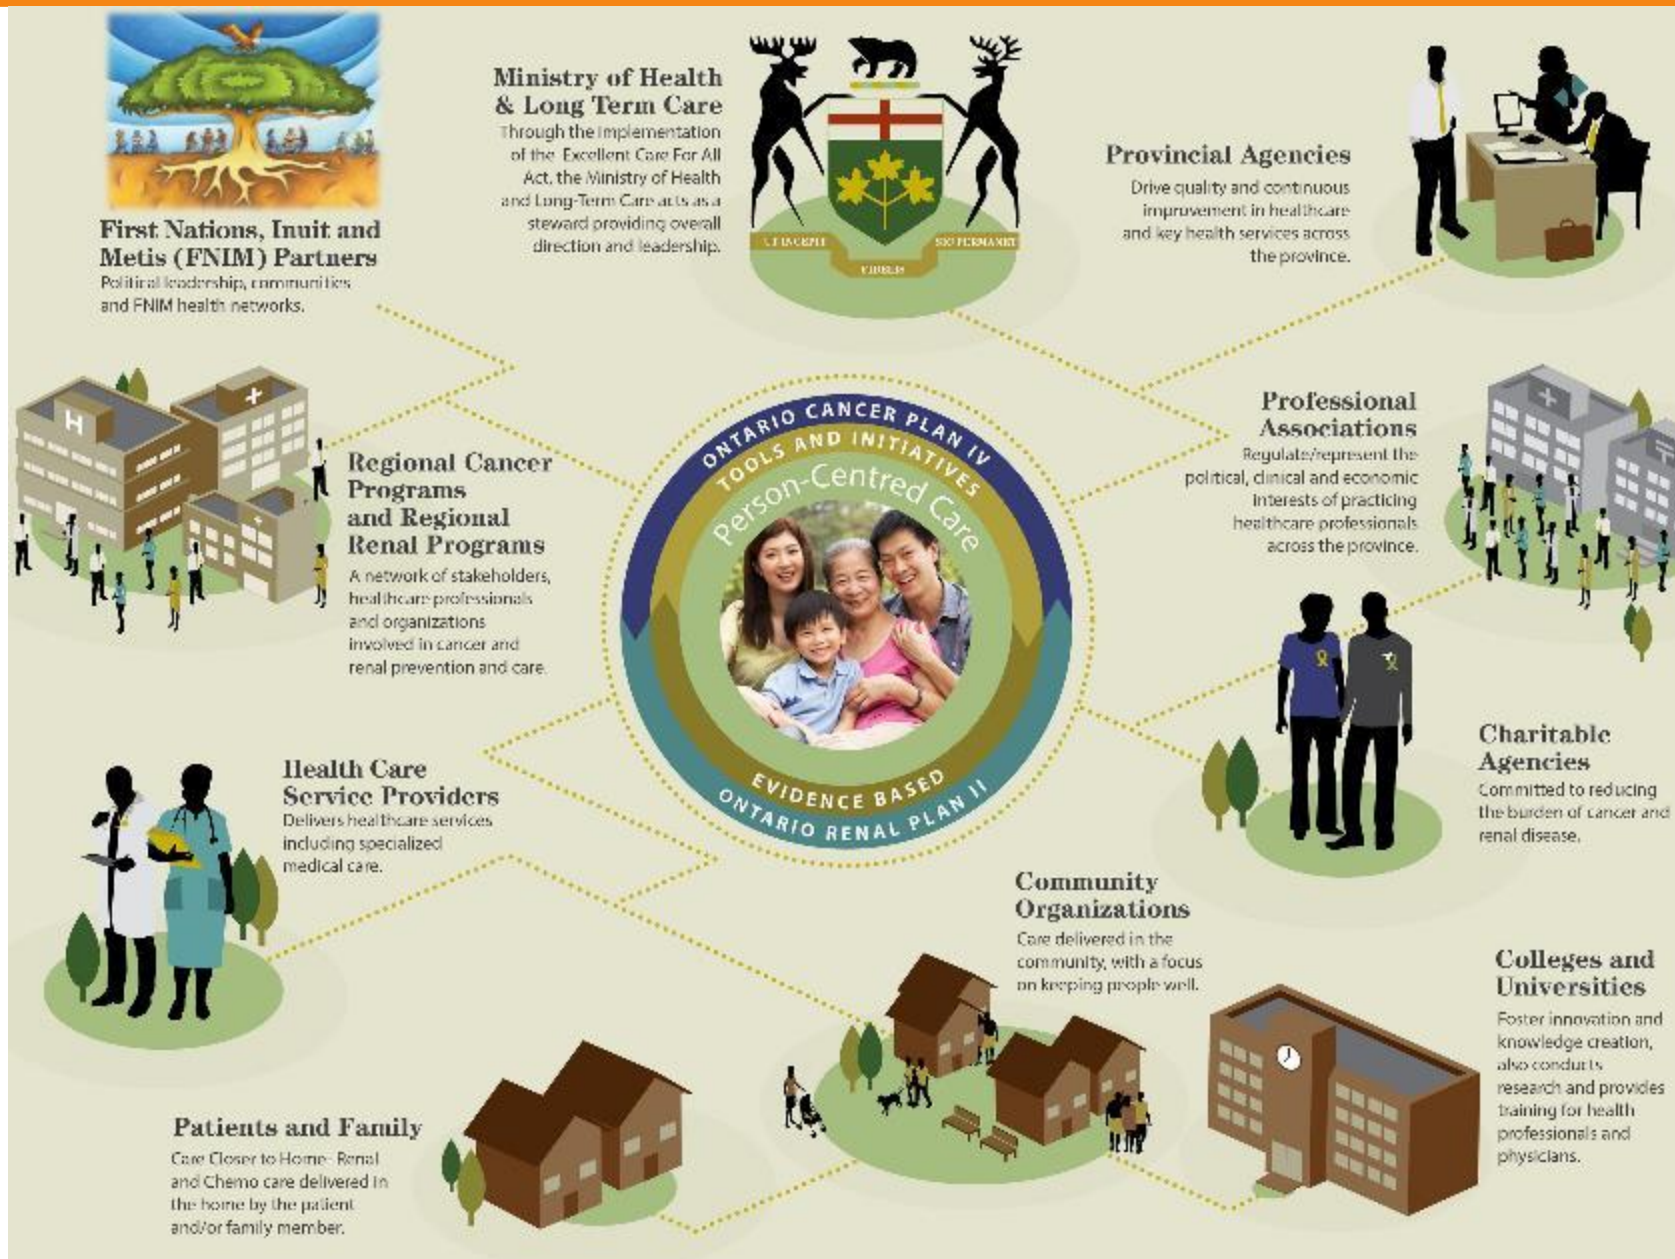 First Nations, Inuit and
Metis (FNIM) Partners
Political leadership, communities
and FNIM health networks.
Ministry of Health
& Long Term Care
Through the Implementation
of the Excellent Care For All
Act, the Ministry of Health
and Long-Term Care acts as a
steward providing overall
direction and leadership.
UT INCEPIT
FIDELIS
SIC PERMANET
Provincial Agencies
Drive quality and continuous
improvement in healthcare
and key health services across
the province.
H
Regional Cancer
Programs
and Regional
Renal Programs
A network of stakeholders,
healthcare professionals
and organizations
involved in cancer and
renal prevention and care.
ONTARIO CANCER PLAN IV
TOOLS AND INITIATIVES
Person-Centred Care
EVIDENCE BASED
ONTARIO RENAL PLAN II
Professional
Associations
Regulate/represent the
political, clinical and economic
interests of practicing
healthcare professionals
across the province.
Health Care
Service Providers
Delivers healthcare services
including specialized
medical care.
Charitable
Agencies
Committed to reducing
the burden of cancer and
renal disease.
Community
Organizations
Care delivered in the
community, with a focus
on keeping people well.
Colleges and
Universities
Foster innovation and
knowledge creation,
also conducts
research and provides
training for health
professionals and
physicians.
Patients and Family
Care Closer to Home- Renal
and Chemo care delivered in
the home by the patient
and/or family member.